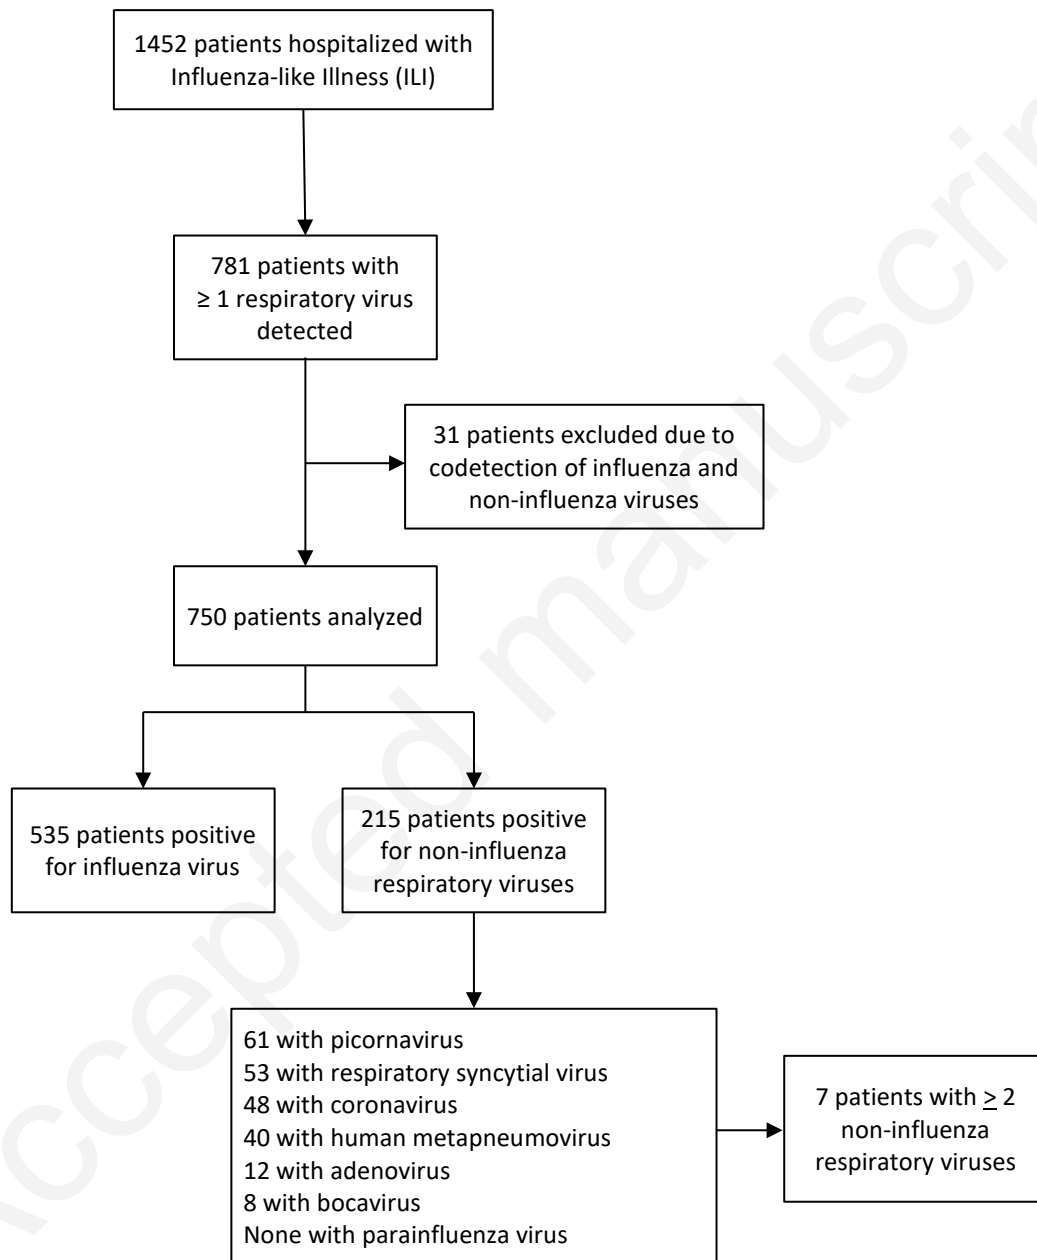 1452 patients hospitalized with
Influenza-like Illness (ILI)
781 patients with
≥ 1 respiratory virus
detected
31 patients excluded due to
codetection of influenza and
non-influenza viruses
750 patients analyzed
535 patients positive
for influenza virus
215 patients positive
for non-influenza
respiratory viruses
61 with picornavirus
53 with respiratory syncytial virus
48 with coronavirus
40 with human metapneumovirus
12 with adenovirus
8 with bocavirus
None with parainfluenza virus
7 patients with ≥ 2
non-influenza
respiratory viruses
Accepted manuscrip